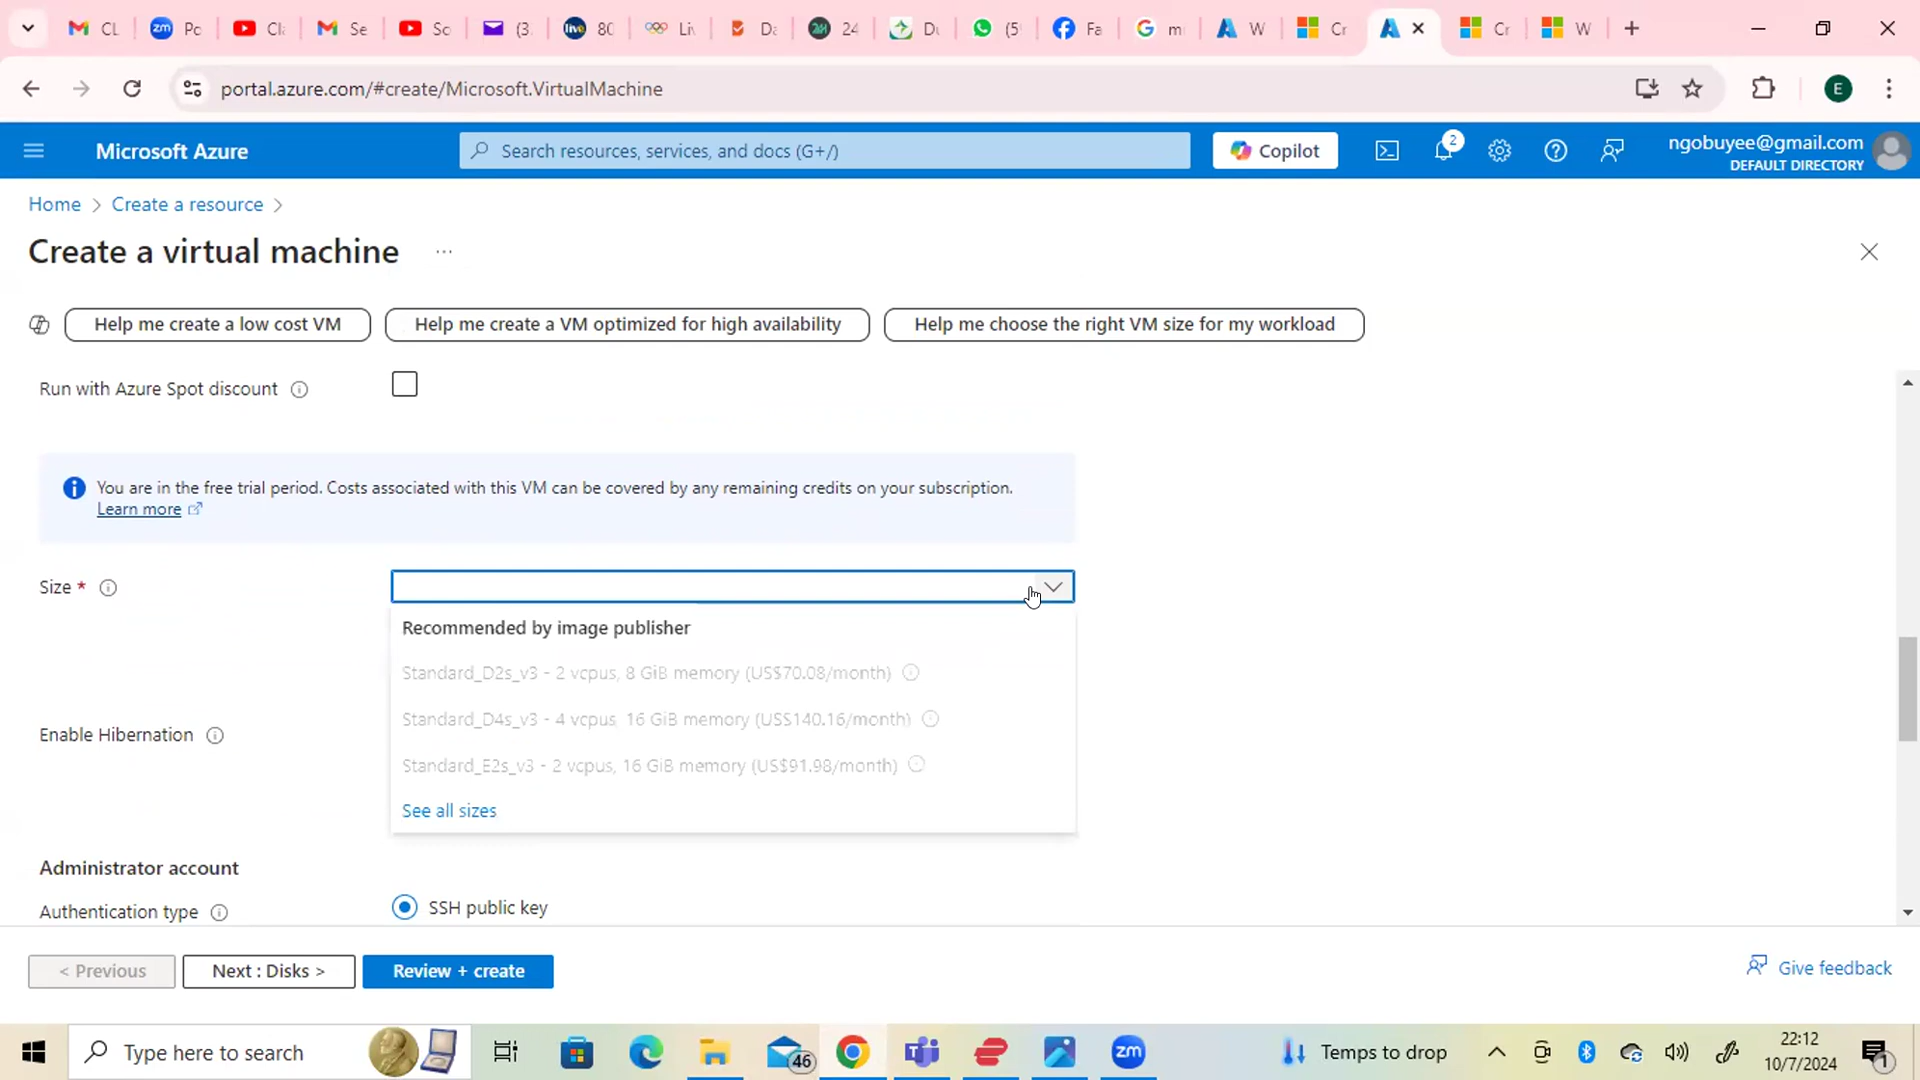 CL
Pc
Cl
Se
Sc
(3
80
Liv
Da
24
Du
(5
Fa
m
W
Cr
Cr
W
portal.azure.com/#create/Microsoft.VirtualMachine
E
Microsoft Azure
Search resources, services, and docs (G+/)
Copilot
2
ngobuyee@gmail.com
DEFAULT DIRECTORY
Home > Create a resource >
Create a virtual machine ...
Help me create a low cost VM
Help me create a VM optimized for high availability
Help me choose the right VM size for my workload
Run with Azure Spot discount
You are in the free trial period. Costs associated with this VM can be covered by any remaining credits on your subscription.
Learn more
Size *
Recommended by image publisher
Standard_D2s_v3 - 2 vcpus, 8 GiB memory (US$70.08/month)
Standard_D4s_v3 - 4 vcpus, 16 GiB memory (US$140.16/month)
Standard_E2s_v3 - 2 vcpus, 16 GiB memory (US$91.98/month)
See all sizes
Enable Hibernation
Administrator account
Authentication type
SSH public key
< Previous
Next : Disks >
Review + create
Give feedback
Type here to search
46
zm
Temps to drop
22:12
10/7/2024
1